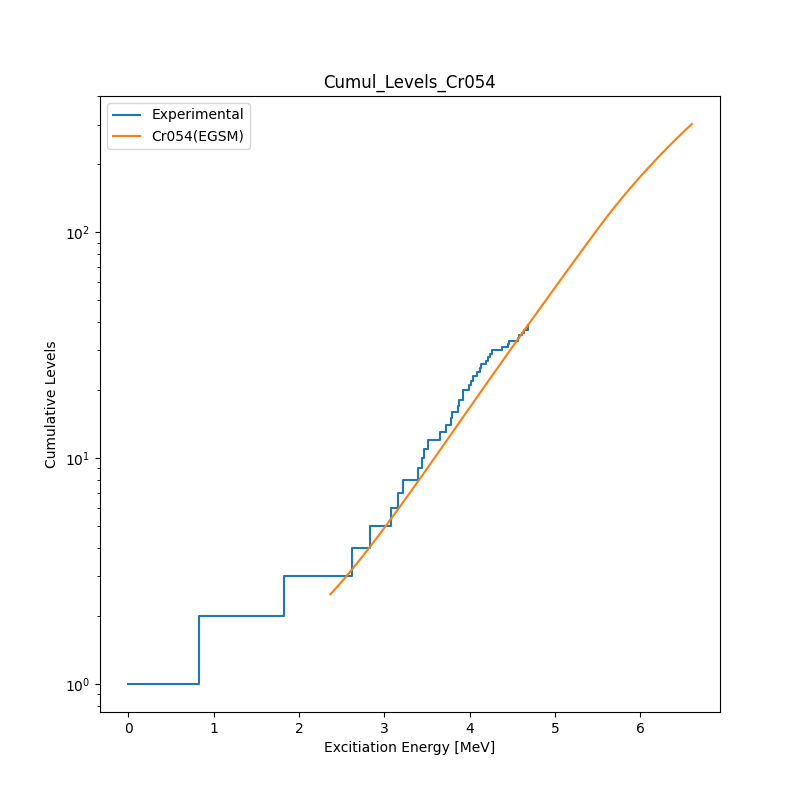 Cumul_Levels_Cr054
Experimental
Cr054(EGSM)
Cumulative Levels
10²
10¹
10⁰
0 1 2 3 4 5 6
Excitiation Energy [MeV]